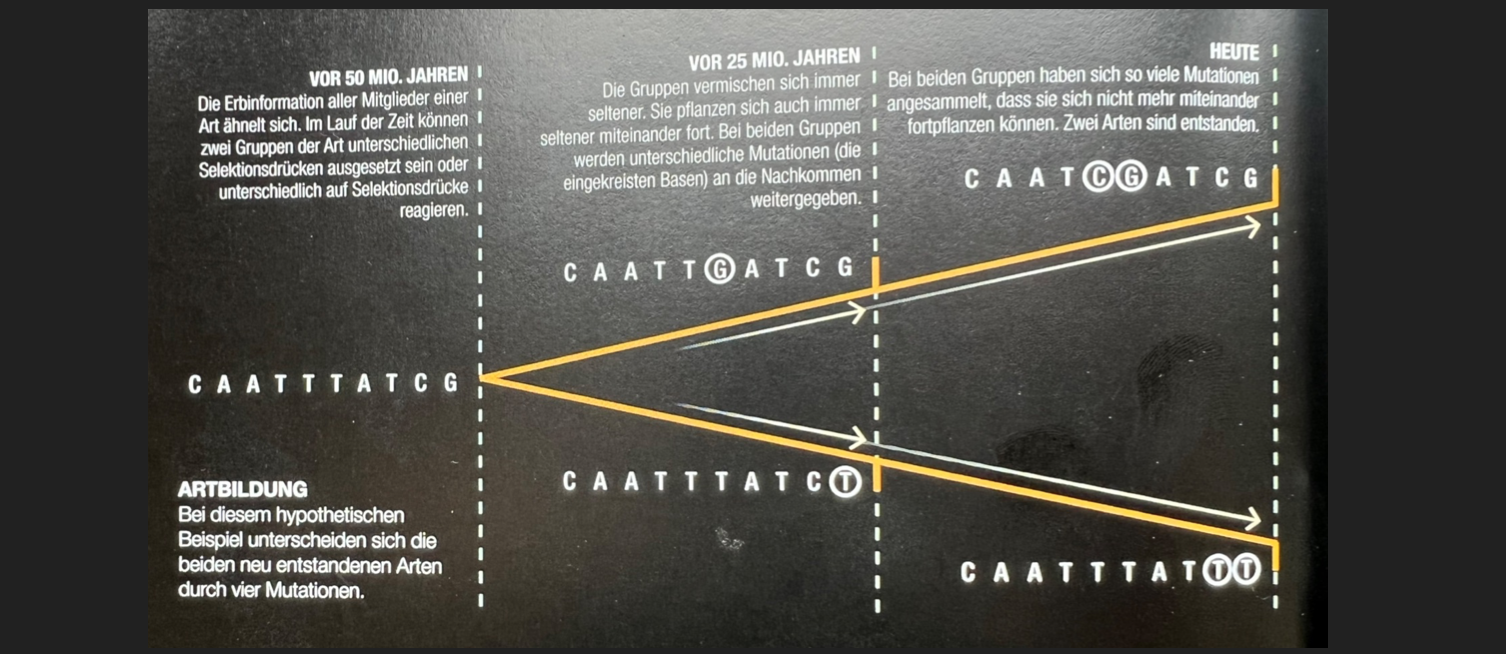 VOR 50 MIO. JAHREN
Die Erbinformation aller Mitglieder einer
Art ähnelt sich. Im Lauf der Zeit können
zwei Gruppen der Art unterschiedlichen
Selektionsdrücken ausgesetzt sein oder
unterschiedlich auf Selektionsdrücke
reagieren.
VOR 25 MIO. JAHREN
Die Gruppen vermischen sich immer
seltener. Sie pflanzen sich auch immer
seltener miteinander fort. Bei beiden Gruppen
werden unterschiedliche Mutationen (die
eingekreisten Basen) an die Nachkommen
weitergegeben.
HEUTE
Bei beiden Gruppen haben sich so viele Mutationen
angesammelt, dass sie sich nicht mehr miteinander
fortpflanzen können. Zwei Arten sind entstanden.
C A A T C G A T C G
C A A T T G A T C G
C A A T T T A T C G
C A A T T T A T C T
C A A T T T A T T T
ARTBILDUNG
Bei diesem hypothetischen
Beispiel unterscheiden sich die
beiden neu entstandenen Arten
durch vier Mutationen.